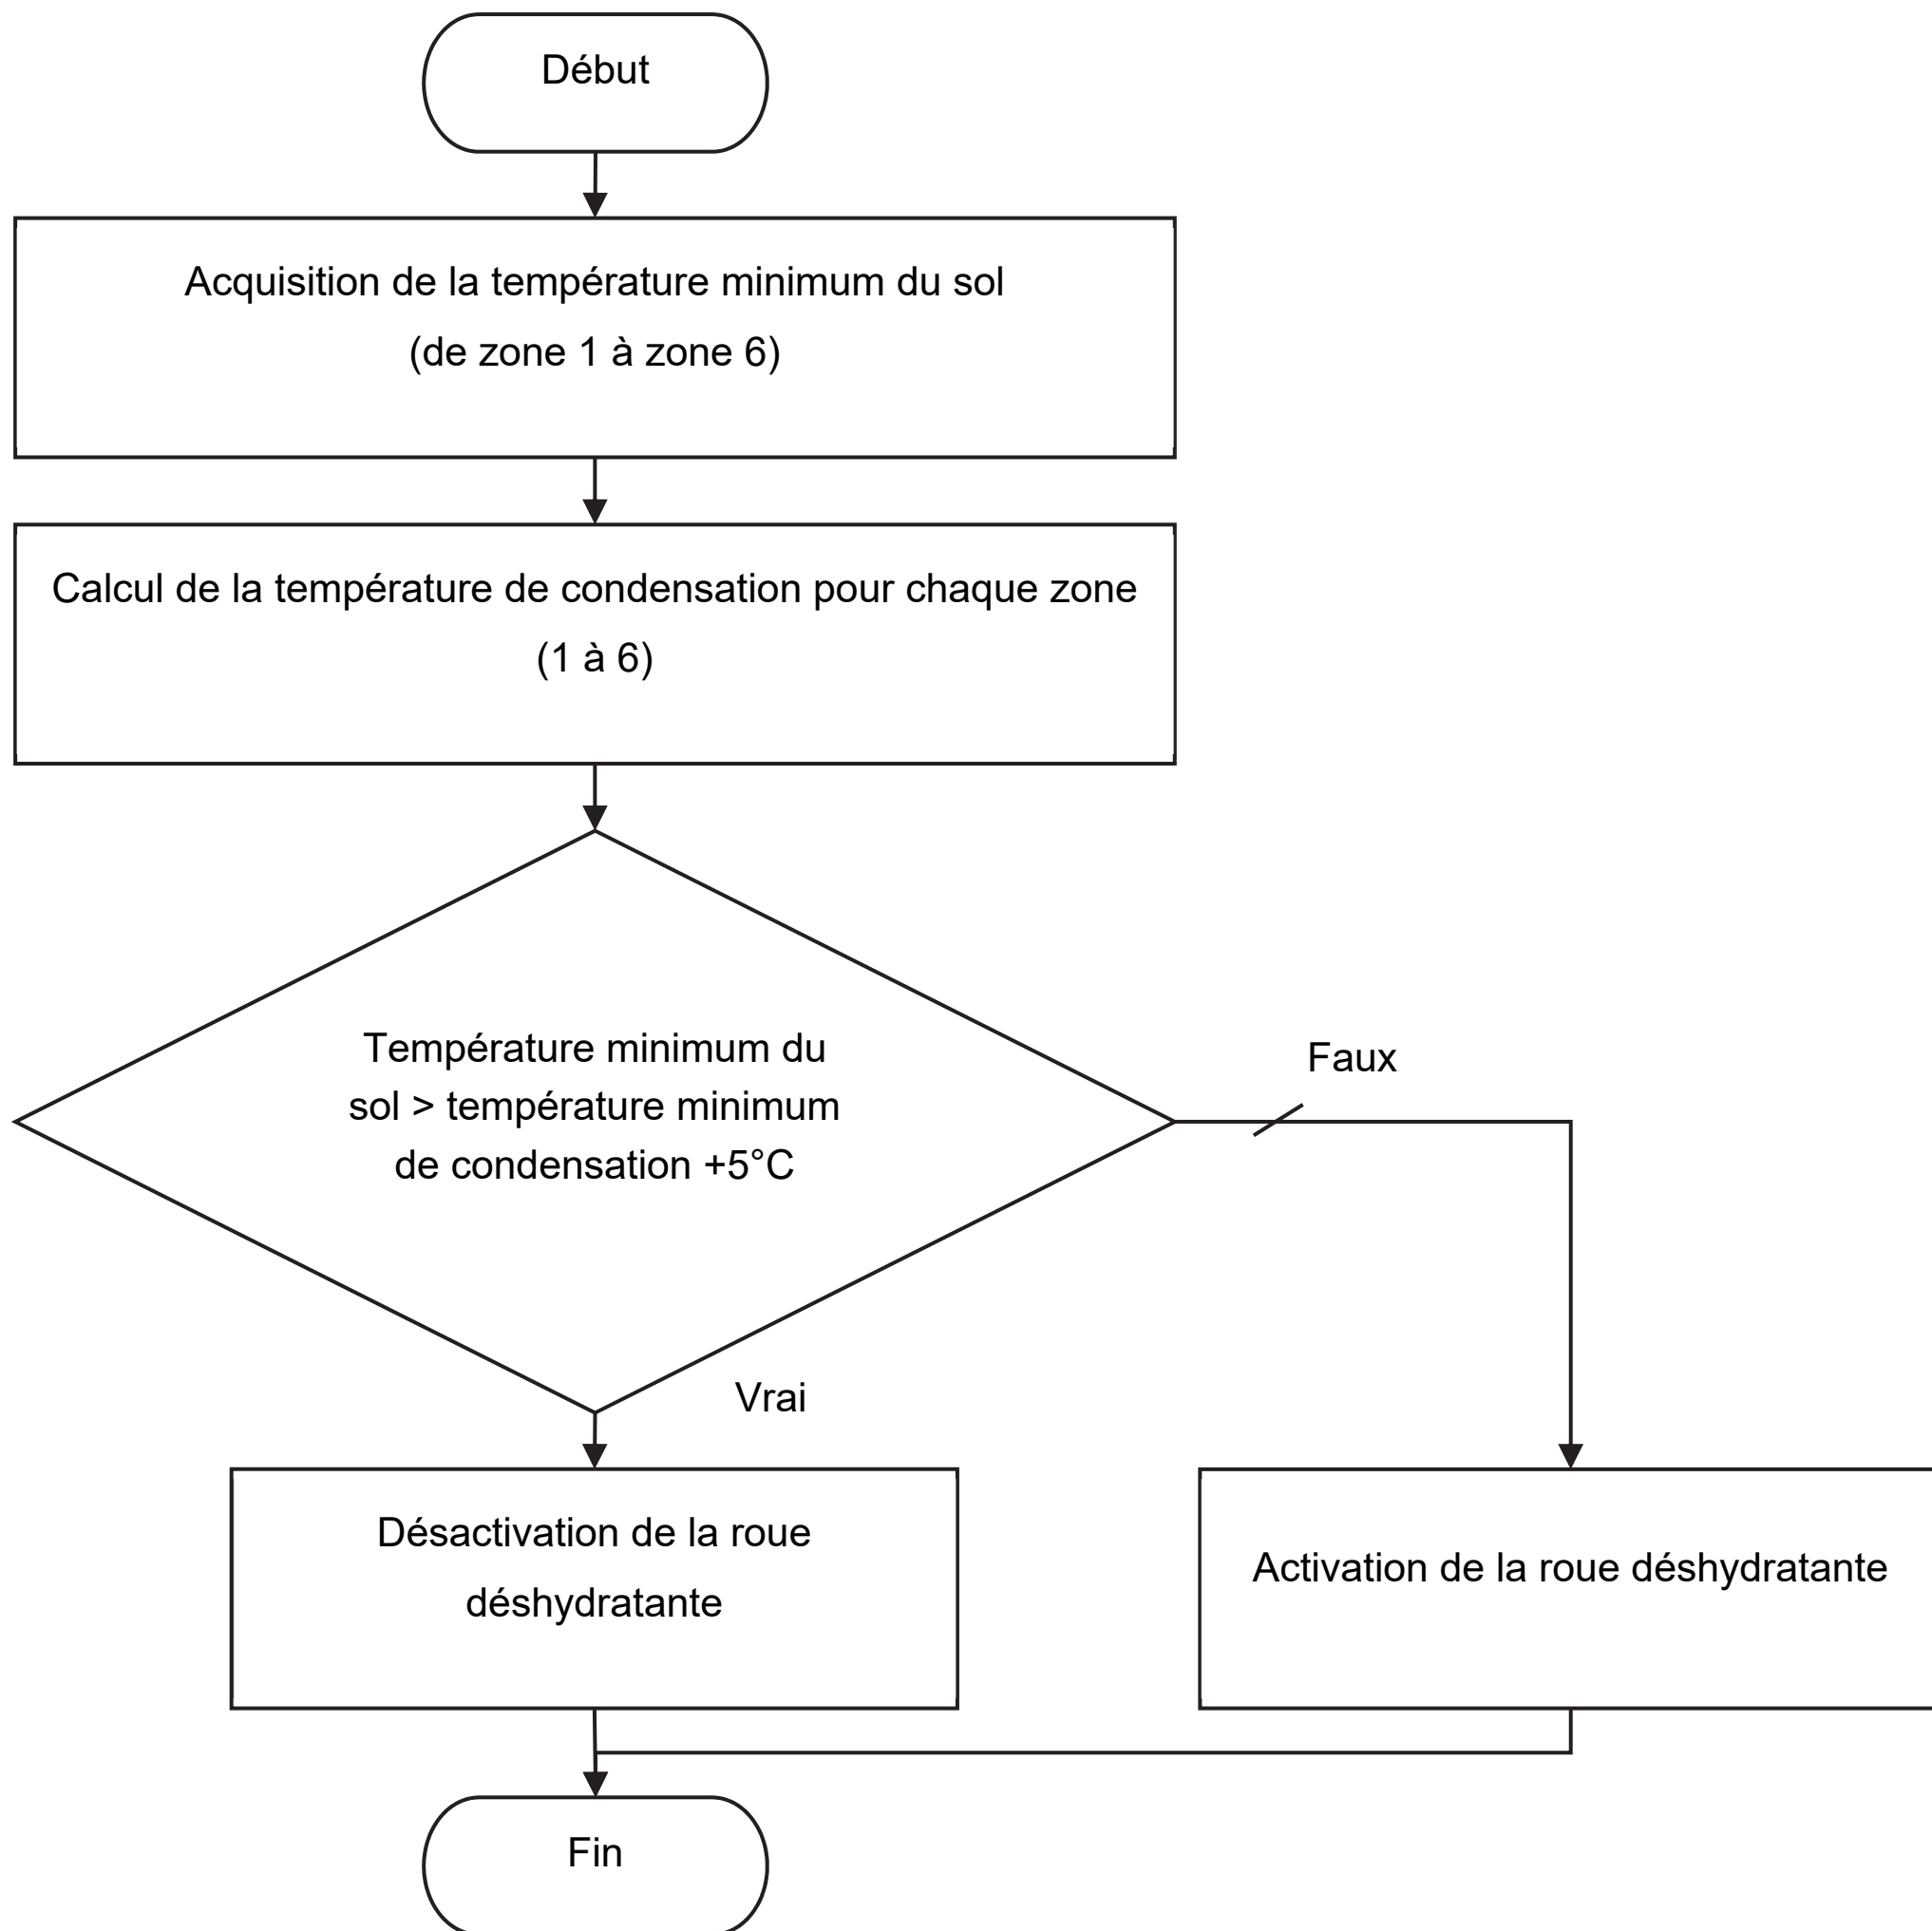 Début
Acquisition de la température minimum du sol
(de zone 1 à zone 6)
Calcul de la température de condensation pour chaque zone
(1 à 6)
Température minimum du
sol > température minimum
de condensation +5°C
Faux
Vrai
Désactivation de la roue
déshydratante
Activation de la roue déshydratante
Fin